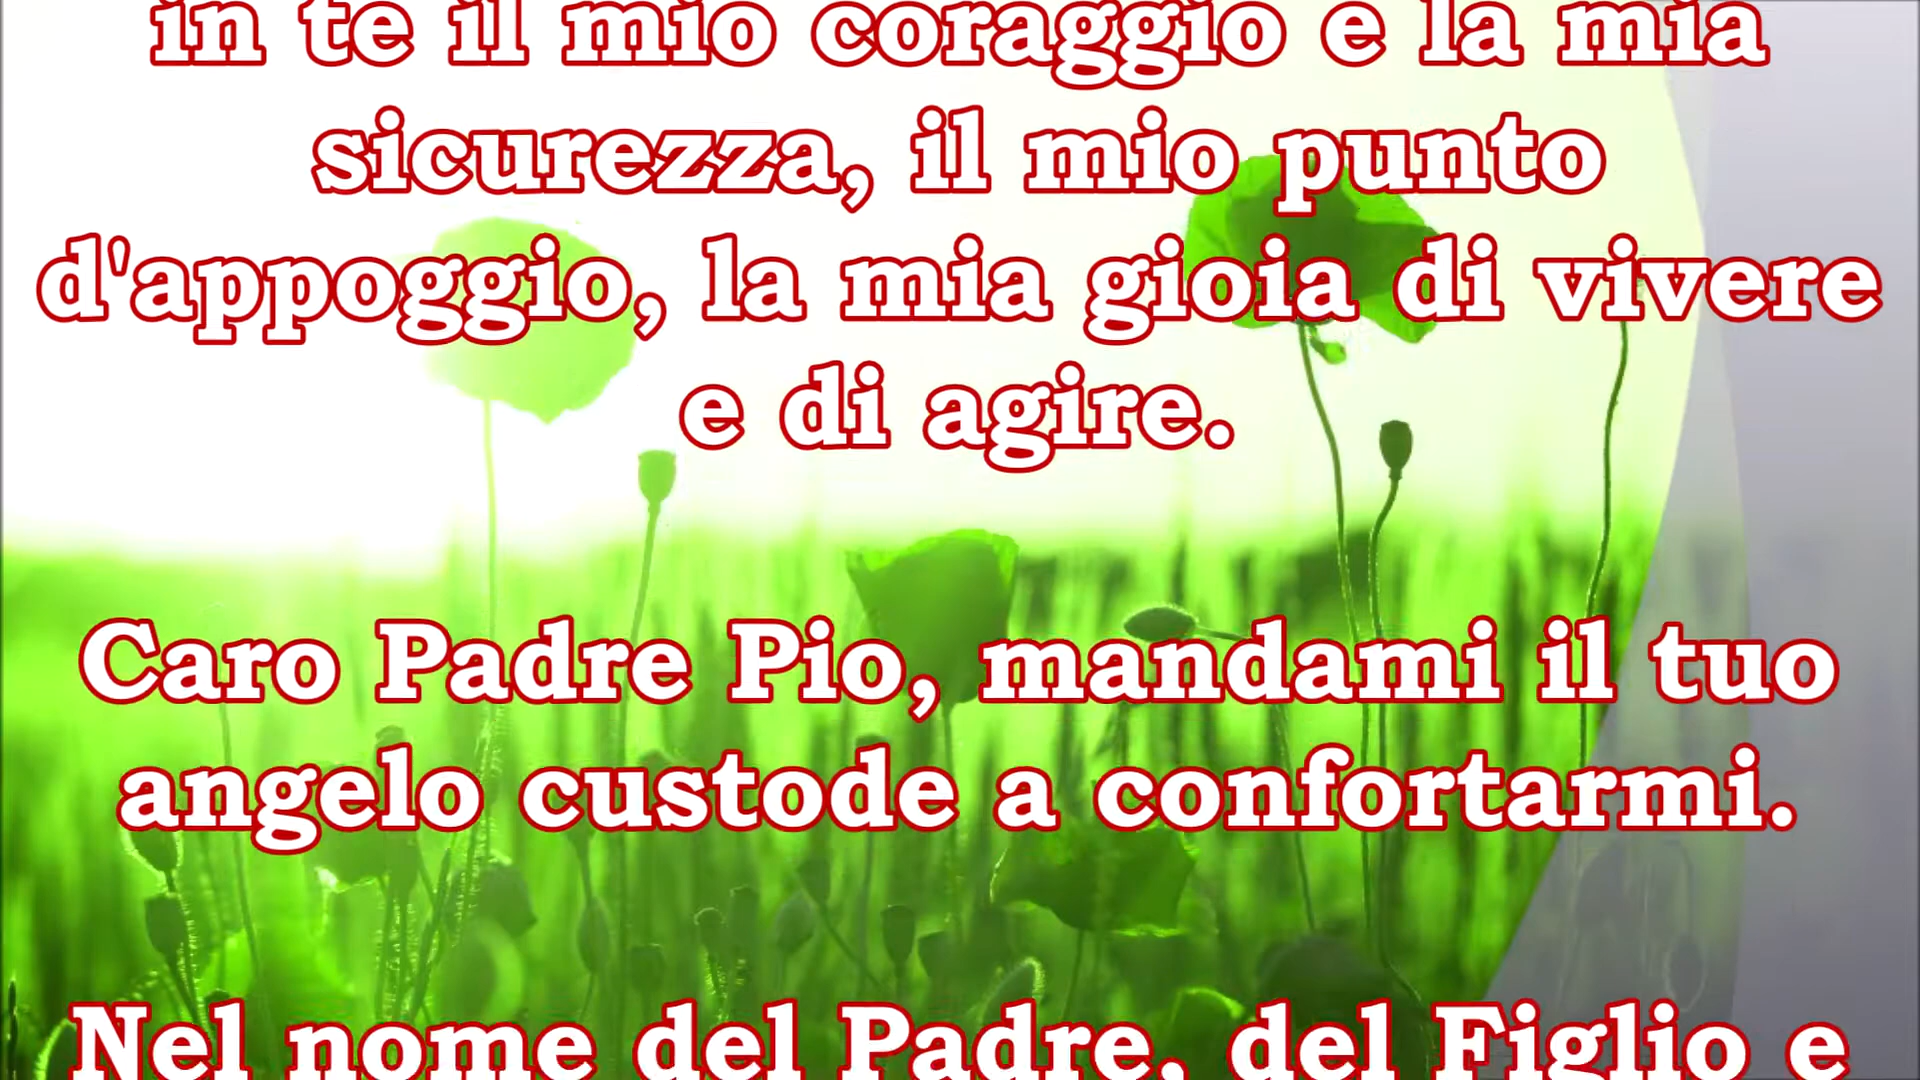 in te il mio coraggio e la mia
sicurezza, il mio punto
d'appoggio, la mia gioia di vivere
e di agire.
Caro Padre Pio, mandami il tuo
angelo custode a confortarmi.
Nel nome del Padre, del Figlio e